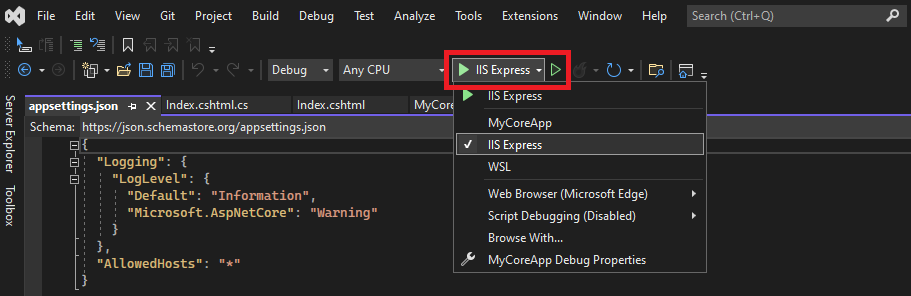 File Edit View Git Project Build Debug Test Analyze Tools Extensions Window Help Search (Ctrl+Q)
Debug Any CPU IIS Express
Server Explorer
Toolbox
appsettings.json Index.cshtml.cs Index.cshtml MyCo
Schema: https://json.schemastore.org/appsettings.json
{
"Logging": {
"LogLevel": {
"Default": "Information",
"Microsoft.AspNetCore": "Warning"
}
},
"AllowedHosts": "*"
}
IIS Express
MyCoreApp
IIS Express
WSL
Web Browser (Microsoft Edge)
Script Debugging (Disabled)
Browse With...
MyCoreApp Debug Properties